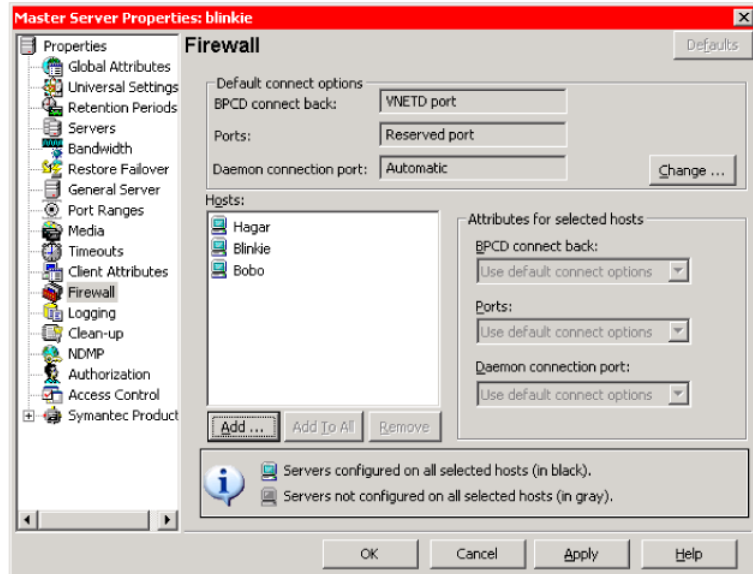 Master Server Properties: blinkie
Properties
Global Attributes
Universal Settings
Retention Periods
Servers
Bandwidth
Restore Failover
General Server
Port Ranges
Media
Timeouts
Client Attributes
Firewall
Logging
Clean-up
NDMP
Authorization
Access Control
Symantec Product
Firewall
Defaults
Default connect options
BPCD connect back: VNETD port
Ports: Reserved port
Daemon connection port: Automatic
Change ...
Hosts:
Hagar
Blinkie
Bobo
Add ... Add To All Remove
Attributes for selected hosts
BPCD connect back:
Use default connect options
Ports:
Use default connect options
Daemon connection port:
Use default connect options
Servers configured on all selected hosts (in black).
Servers not configured on all selected hosts (in gray).
OK Cancel Apply Help